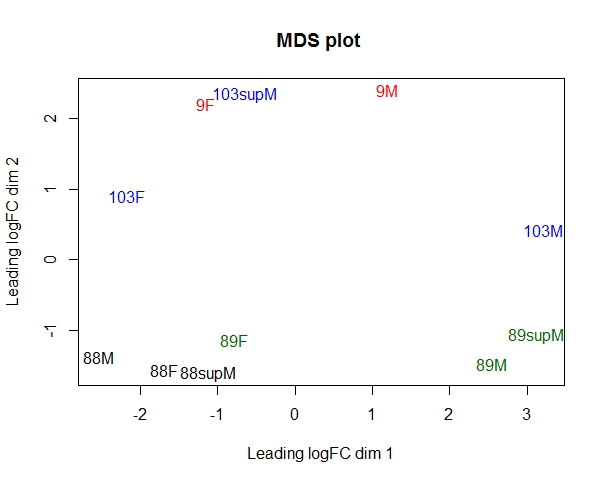 MDS plot
Leading logFC dim 2
2
1
0
-1
9F
103supM
9M
103F
103M
89F
89supM
88M
88F
88supM
89M
-2
-1
0
1
2
3
Leading logFC dim 1